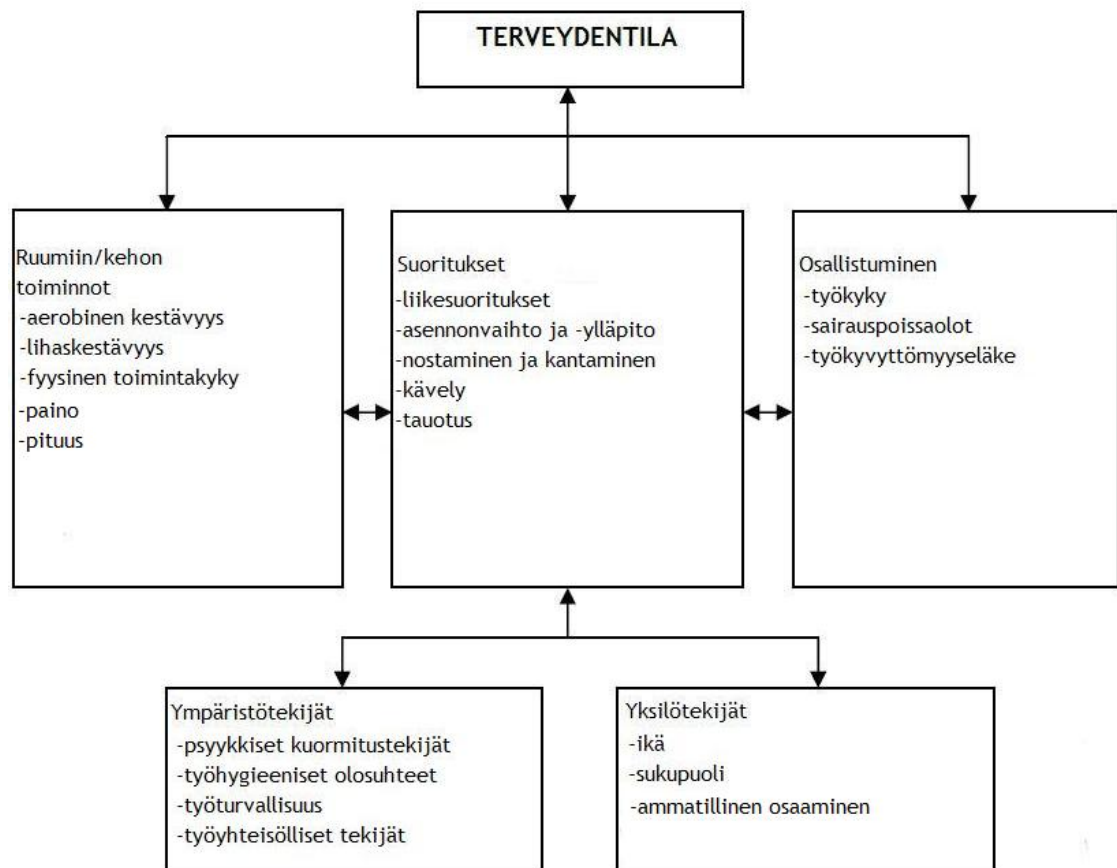 TERVEYDENTILA
Ruumiin/kehon
toiminnot
-aerobinen kestävyys
-lihaskestävyys
-fyysinen toimintakyky
-paino
-pituus
Suoritukset
-liikesuoritukset
-asennonvaihto ja -ylläpito
-nostaminen ja kantaminen
-kävely
-tauotus
Osallistuminen
-työkyky
-sairauspoissaolot
-työkyvyttömyyseläke
Ympäristötekijät
-psyykkiset kuormitustekijät
-työhygieeniset olosuhteet
-työturvallisuus
-työyhteisölliset tekijät
Yksilötekijät
-ikä
-sukupuoli
-ammatillinen osaaminen